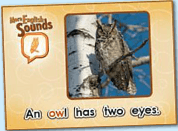 More English
Sounds
An owl has two eyes.